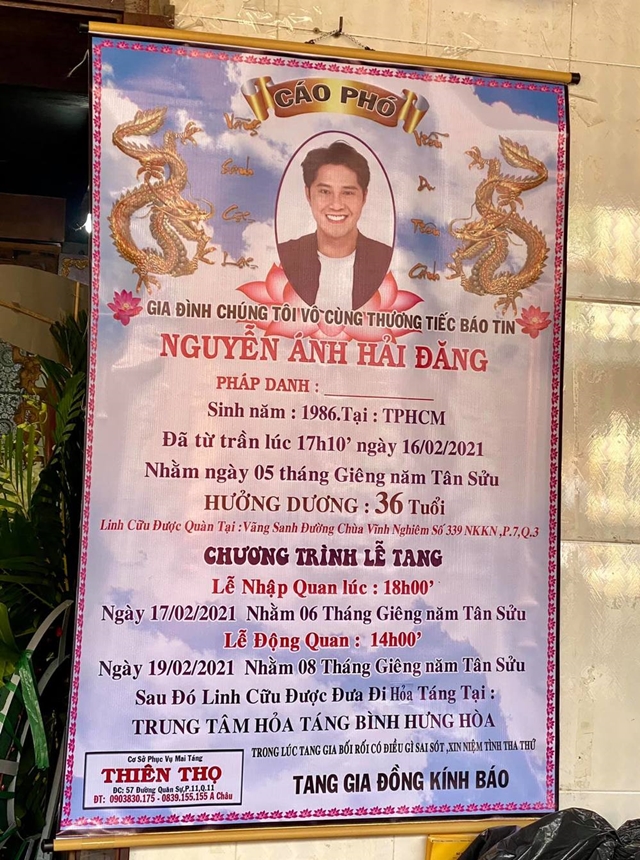 CÁO PHÓ
Vãng
Sanh
Cực
Lạc
GIA ĐÌNH CHÚNG TÔI VÔ CÙNG THƯƠNG TIẾC BÁO TIN
NGUYỄN ÁNH HẢI ĐĂNG
PHÁP DANH :
Sinh năm : 1986.Tại : TPHCM
Đã từ trần lúc 17h10’ ngày 16/02/2021
Nhằm ngày 05 tháng Giêng năm Tân Sửu
HƯỞNG DƯƠNG : 36 Tuổi
Linh Cữu Được Quàn Tại :Vãng Sanh Đường Chùa Vĩnh Nghiêm Số 339 NKKN ,P.7,Q.3
CHƯƠNG TRÌNH LỄ TANG
Lễ Nhập Quan lúc : 18h00’
Ngày 17/02/2021 Nhằm 06 Tháng Giêng năm Tân Sửu
Lễ Động Quan : 14h00’
Ngày 19/02/2021 Nhằm 08 Tháng Giêng năm Tân Sửu
Sau Đó Linh Cữu Được Đưa Đi Hỏa Táng Tại :
TRUNG TÂM HỎA TÁNG BÌNH HƯNG HÒA
TRONG LÚC TANG GIA BỐI RỐI CÓ ĐIỀU GÌ SAI SÓT ,XIN NIỆM TÌNH THA THỨ
TANG GIA ĐỒNG KÍNH BÁO
Cơ Sở Phục Vụ Mai Táng
THIÊN THỌ
ĐC: 57 Đường Quân Sự,P.11,Q.11
ĐT: 0903830.175 - 0839.155.155 A Châu